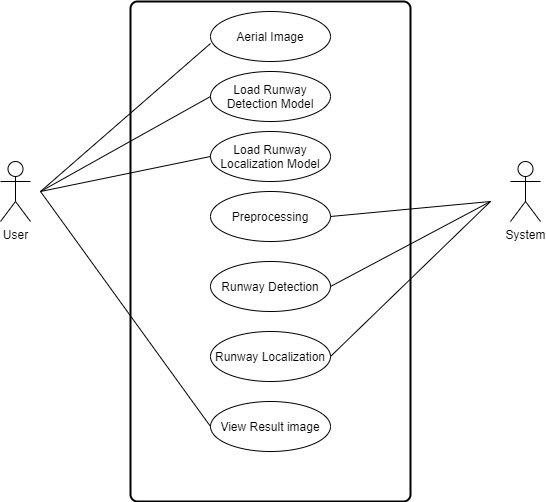 Aerial Image
Load Runway
Detection Model
Load Runway
Localization Model
Preprocessing
User
System
Runway Detection
Runway Localization
View Result image